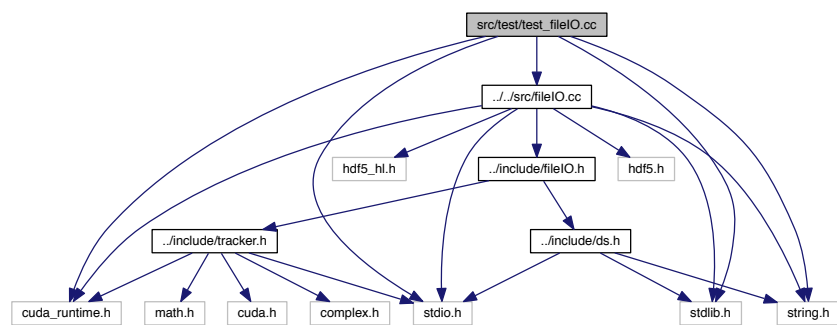 src/test/test_fileIO.cc
../../src/fileIO.cc
hdf5_hl.h
../include/fileIO.h
hdf5.h
../include/tracker.h
../include/ds.h
cuda_runtime.h
math.h
cuda.h
complex.h
stdio.h
stdlib.h
string.h